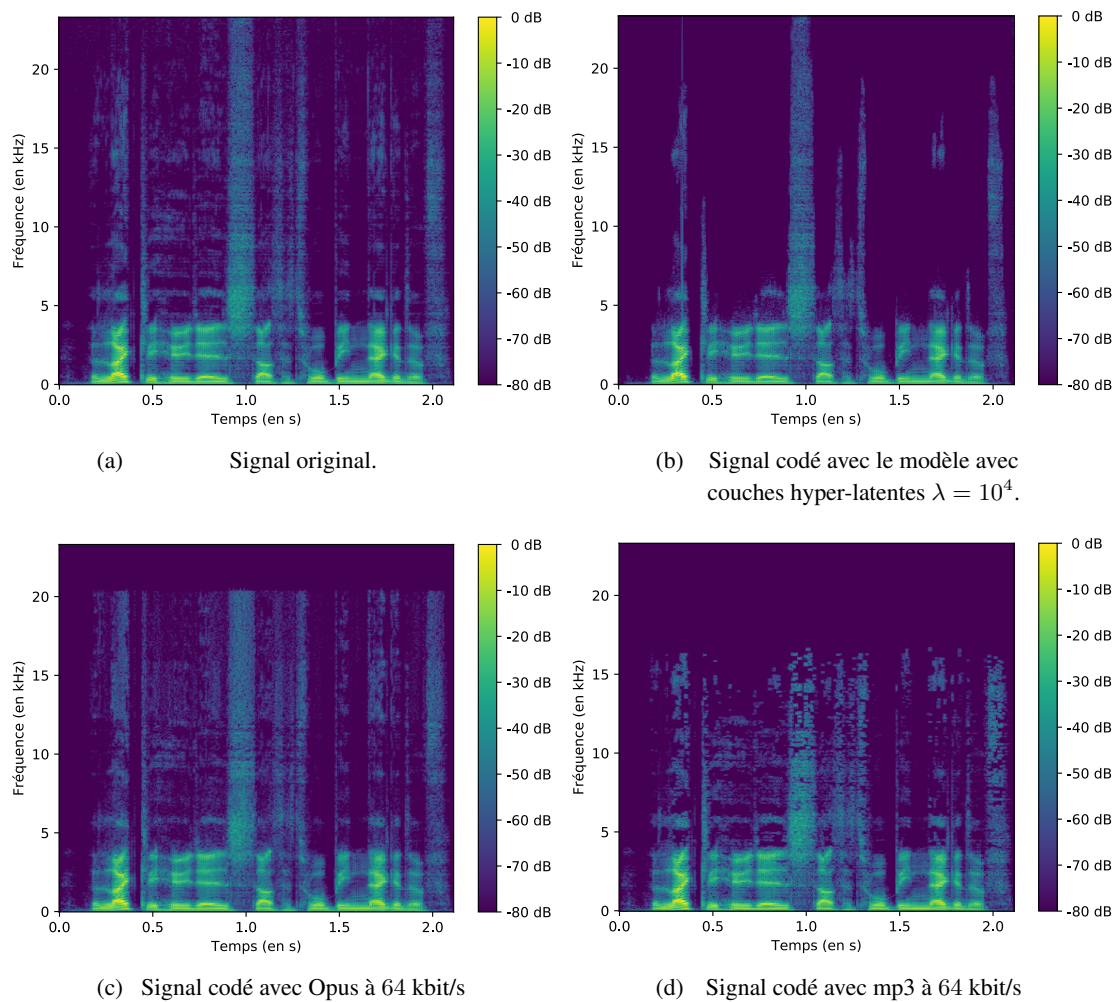 0 dB
-10 dB
-20 dB
-30 dB
-40 dB
-50 dB
-60 dB
-70 dB
-80 dB
Fréquence (en kHz)
20
15
10
5
0
0.0 0.5 1.0 1.5 2.0
Temps (en s)
(a) Signal original.
0 dB
-10 dB
-20 dB
-30 dB
-40 dB
-50 dB
-60 dB
-70 dB
-80 dB
Fréquence (en kHz)
20
15
10
5
0
0.0 0.5 1.0 1.5 2.0
Temps (en s)
(b) Signal codé avec le modèle avec
couches hyper-latentes λ = 10⁴.
0 dB
-10 dB
-20 dB
-30 dB
-40 dB
-50 dB
-60 dB
-70 dB
-80 dB
Fréquence (en kHz)
20
15
10
5
0
0.0 0.5 1.0 1.5 2.0
Temps (en s)
(c) Signal codé avec Opus à 64 kbit/s
0 dB
-10 dB
-20 dB
-30 dB
-40 dB
-50 dB
-60 dB
-70 dB
-80 dB
Fréquence (en kHz)
20
15
10
5
0
0.0 0.5 1.0 1.5 2.0
Temps (en s)
(d) Signal codé avec mp3 à 64 kbit/s